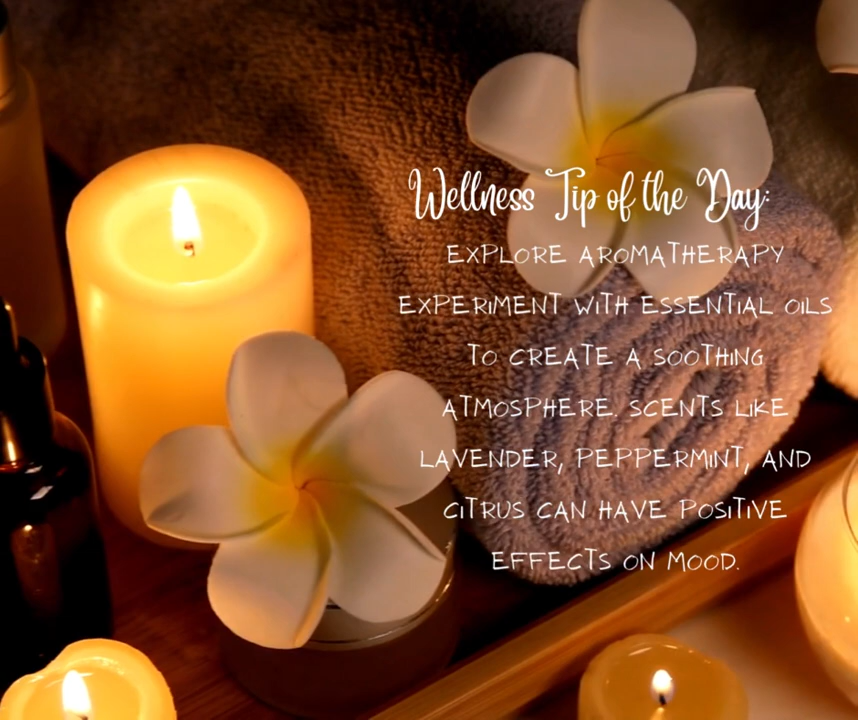 Wellness Tip of the Day:
EXPLORE AROMATHERAPY
EXPERIMENT WITH ESSENTIAL OILS
TO CREATE A SOOTHING
ATMOSPHERE. SCENTS LIKE
LAVENDER, PEPPERMINT, AND
CITRUS CAN HAVE POSITIVE
EFFECTS ON MOOD.